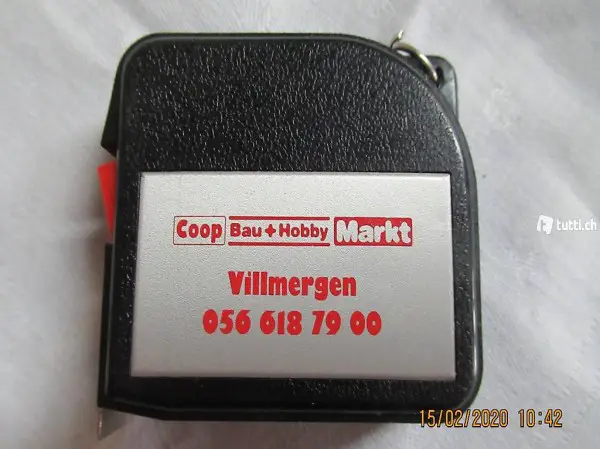 Coop Bau+Hobby Markt
Villmergen
056 618 79 00
tutti.ch
15/02/2020 10:42